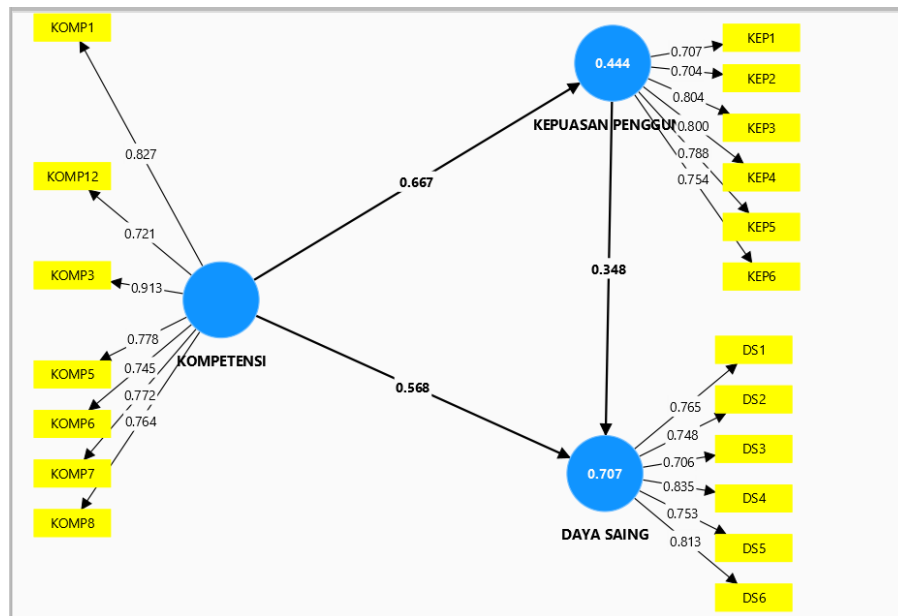 KOMP1
KOMP12
KOMP3
KOMP5
KOMP6
KOMP7
KOMP8
0.827
0.721
0.913
0.778
0.745
0.772
0.764
KOMPETENSI
0.667
0.568
0.444
KEPUASAN PENGGU
0.348
0.707
0.704
0.804
0.800
0.788
0.754
KEP1
KEP2
KEP3
KEP4
KEP5
KEP6
0.707
DAYA SAING
0.765
0.748
0.706
0.835
0.753
0.813
DS1
DS2
DS3
DS4
DS5
DS6